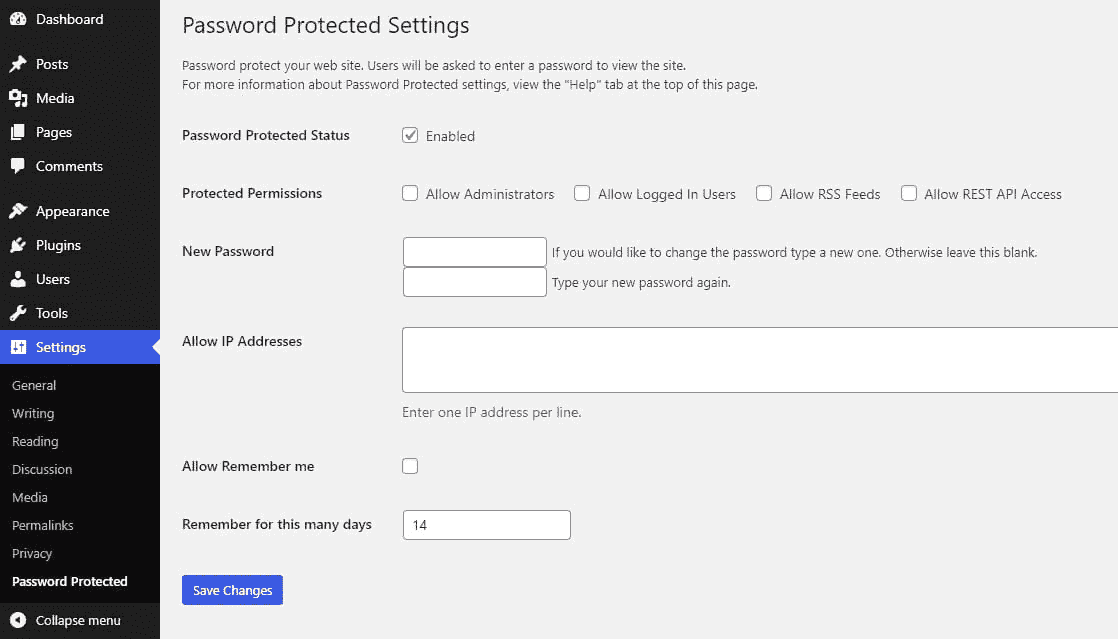 Dashboard
Posts
Media
Pages
Comments
Appearance
Plugins
Users
Tools
Settings
General
Writing
Reading
Discussion
Media
Permalinks
Privacy
Password Protected
Collapse menu
Password Protected Settings
Password protect your web site. Users will be asked to enter a password to view the site.
For more information about Password Protected settings, view the "Help" tab at the top of this page.
Password Protected Status
Enabled
Protected Permissions
Allow Administrators
Allow Logged In Users
Allow RSS Feeds
Allow REST API Access
New Password
If you would like to change the password type a new one. Otherwise leave this blank.
Type your new password again.
Allow IP Addresses
Enter one IP address per line.
Allow Remember me
Remember for this many days
14
Save Changes